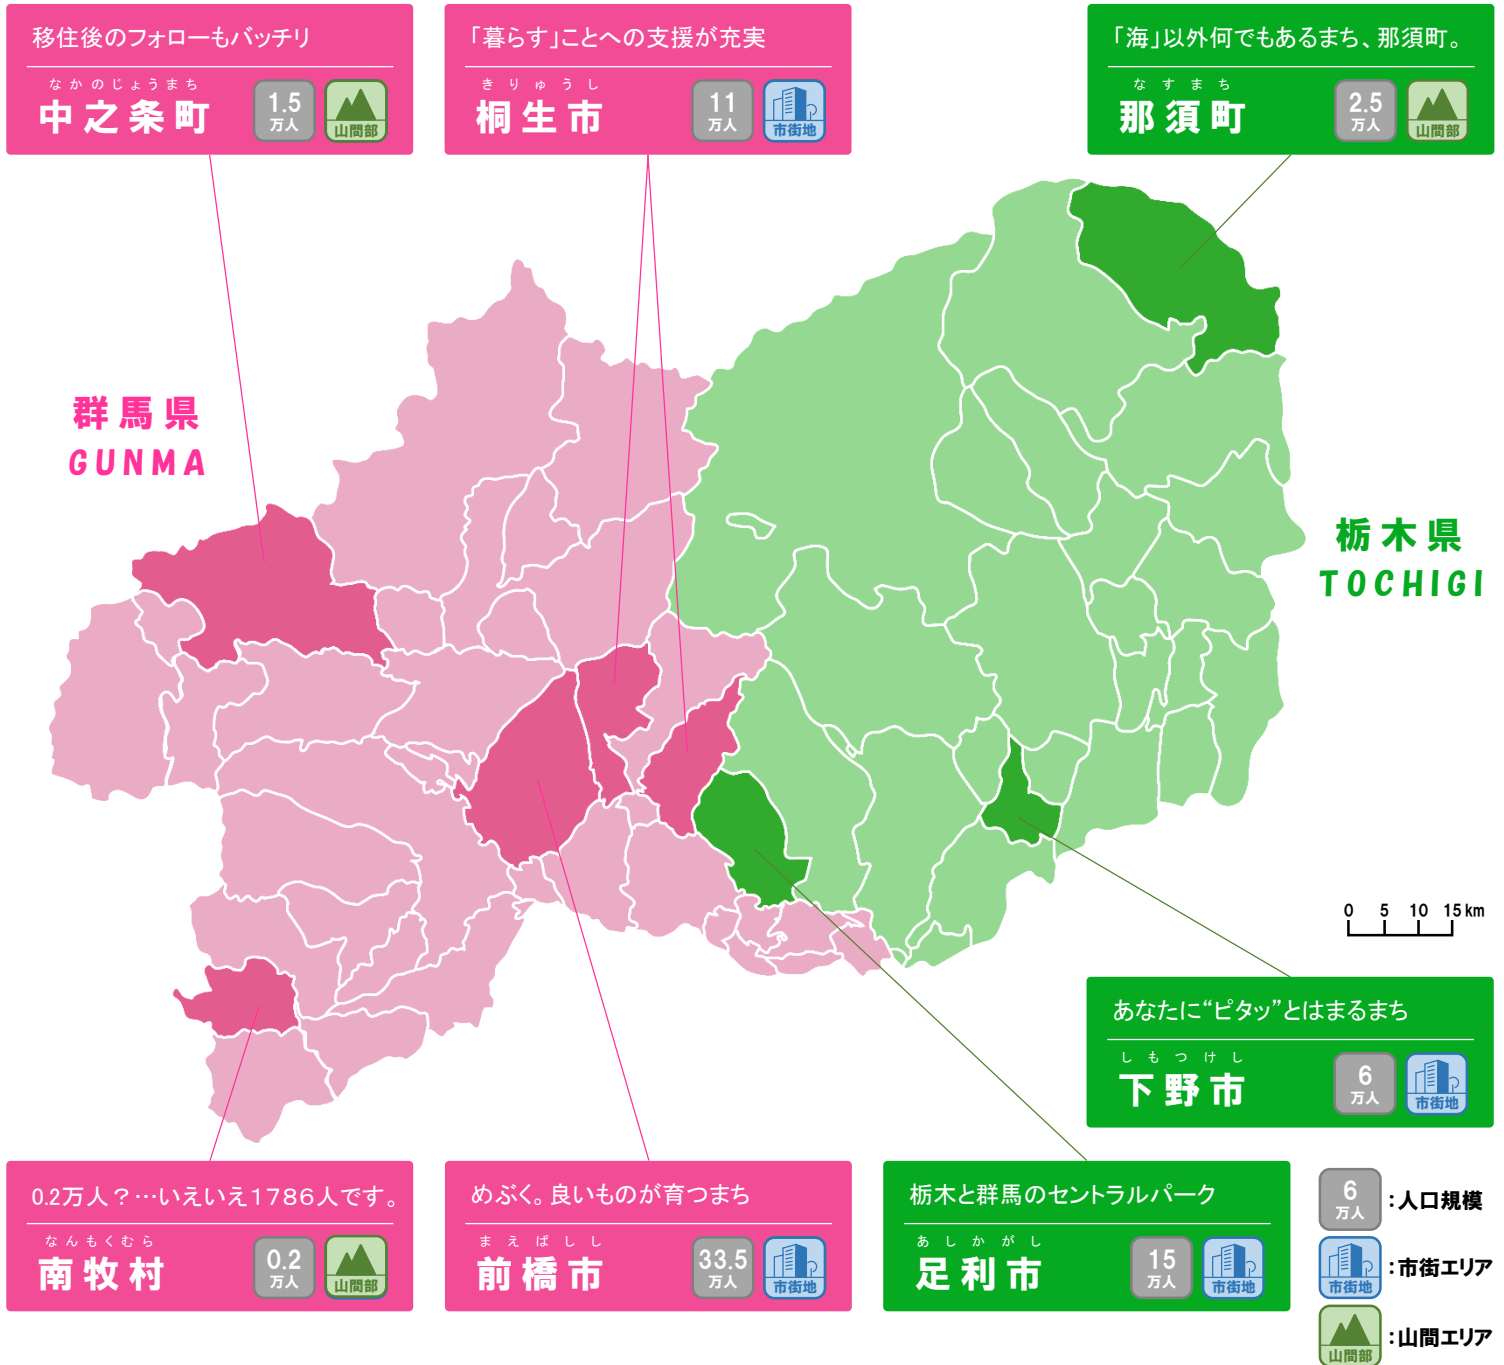 移住後のフォローもバッチリ
なかのじょうまち
中之条町
1.5
万人
山間部
「暮らす」ことへの支援が充実
きりゅうし
桐生市
11
万人
市街地
「海」以外何でもあるまち、那須町。
なすまち
那須町
2.5
万人
山間部
群馬県
GUNMA
栃木県
TOCHIGI
0 5 10 15 km
あなたに“ピタッ”とはまるまち
しもつけし
下野市
6
万人
市街地
0.2万人？…いえいえ1786人です。
なんもくむら
南牧村
0.2
万人
山間部
めぶく。良いものが育つまち
まえばしし
前橋市
33.5
万人
市街地
栃木と群馬のセントラルパーク
あしかがし
足利市
15
万人
市街地
6
万人
：人口規模
市街地
：市街エリア
山間部
：山間エリア